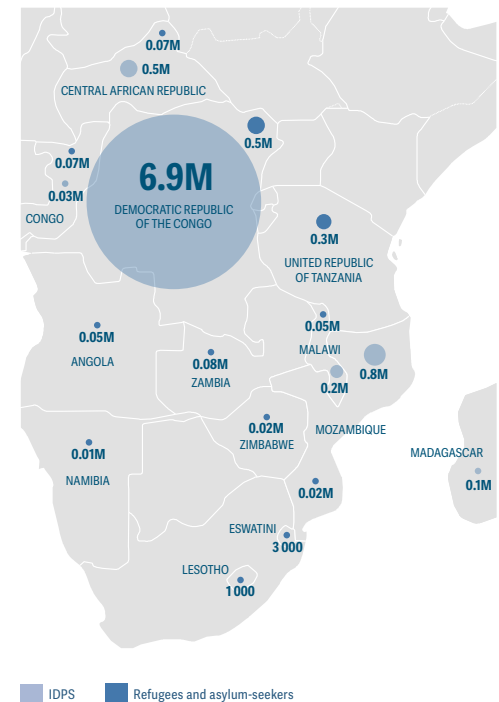 0.07M
0.5M
CENTRAL AFRICAN REPUBLIC
0.5M
0.07M
0.03M
CONGO
6.9M
DEMOCRATIC REPUBLIC
OF THE CONGO
0.3M
UNITED REPUBLIC
OF TANZANIA
0.05M
MALAWI
0.05M
ANGOLA
0.08M
ZAMBIA
0.8M
0.2M
MOZAMBIQUE
0.02M
ZIMBABWE
0.01M
NAMIBIA
MADAGASCAR
0.1M
0.02M
ESWATINI
3 000
LESOTHO
1 000
IDPS
Refugees and asylum-seekers